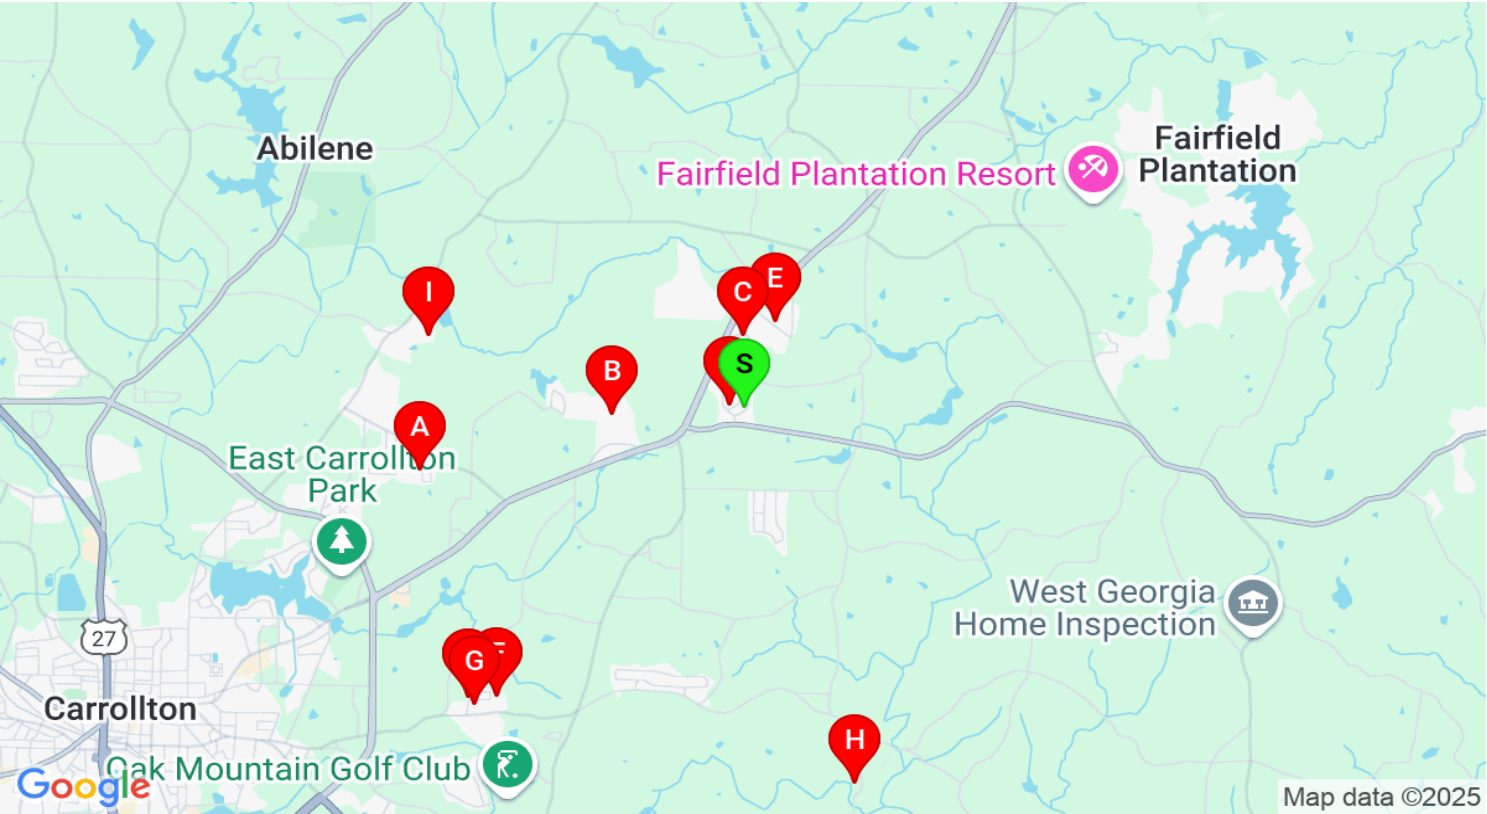 Abilene
Fairfield
Plantation
Fairfield Plantation Resort
E
C
I
S
B
A
East Carrollton
Park
West Georgia
Home Inspection
27
G
F
Carrollton
H
Oak Mountain Golf Club
Google
Map data ©2025